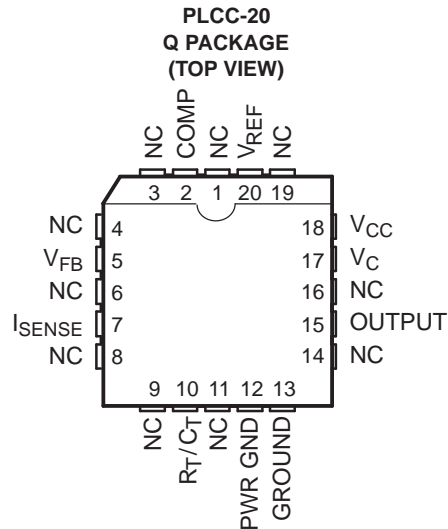 PLCC-20
Q PACKAGE
(TOP VIEW)
NC
COMP
NC
VREF
NC
3 2 1 20 19
NC 4
VFB 5
NC 6
ISENSE 7
NC 8
18 VCC
17 VC
16 NC
15 OUTPUT
14 NC
9 10 11 12 13
NC
RT/CT
NC
PWR GND
GROUND